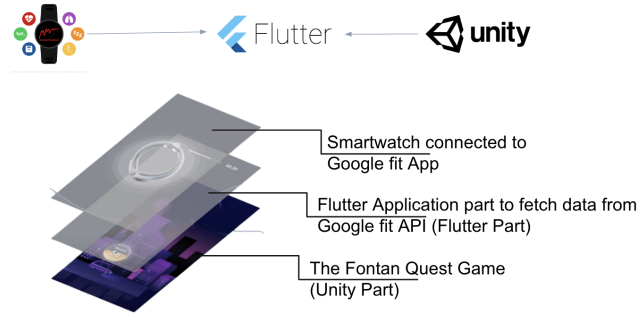 Flutter
unity
Smartwatch connected to
Google fit App
Flutter Application part to fetch data from
Google fit API (Flutter Part)
The Fontan Quest Game
(Unity Part)